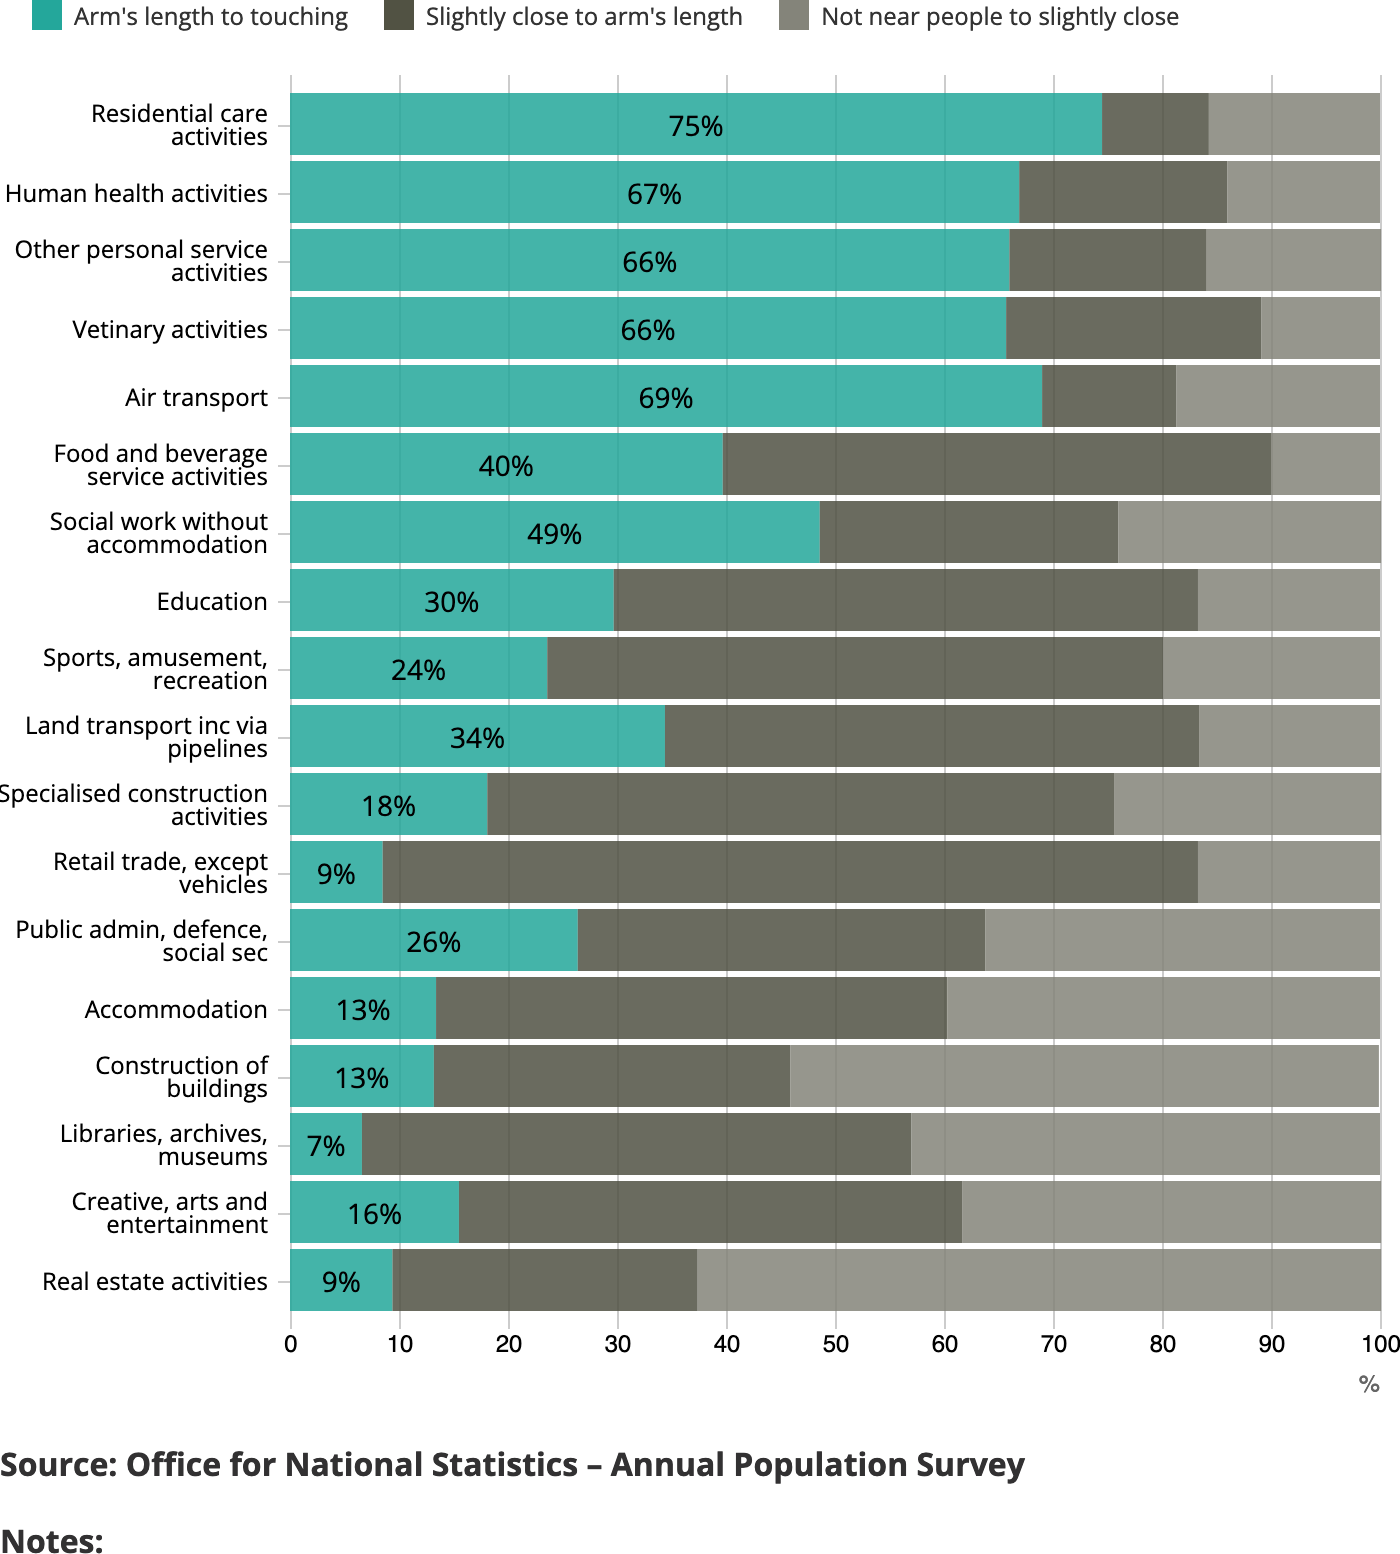 Arm's length to touching Slightly close to arm's length Not near people to slightly close
Residential care
activities
75%
Human health activities
67%
Other personal service
activities
66%
Vetinary activities
66%
Air transport
69%
Food and beverage
service activities
40%
Social work without
accommodation
49%
Education
30%
Sports, amusement,
recreation
24%
Land transport inc via
pipelines
34%
Specialised construction
activities
18%
Retail trade, except
vehicles
9%
Public admin, defence,
social sec
26%
Accommodation
13%
Construction of
buildings
13%
Libraries, archives,
museums
7%
Creative, arts and
entertainment
16%
Real estate activities
9%
0 10 20 30 40 50 60 70 80 90 100
%
Source: Office for National Statistics – Annual Population Survey
Notes: